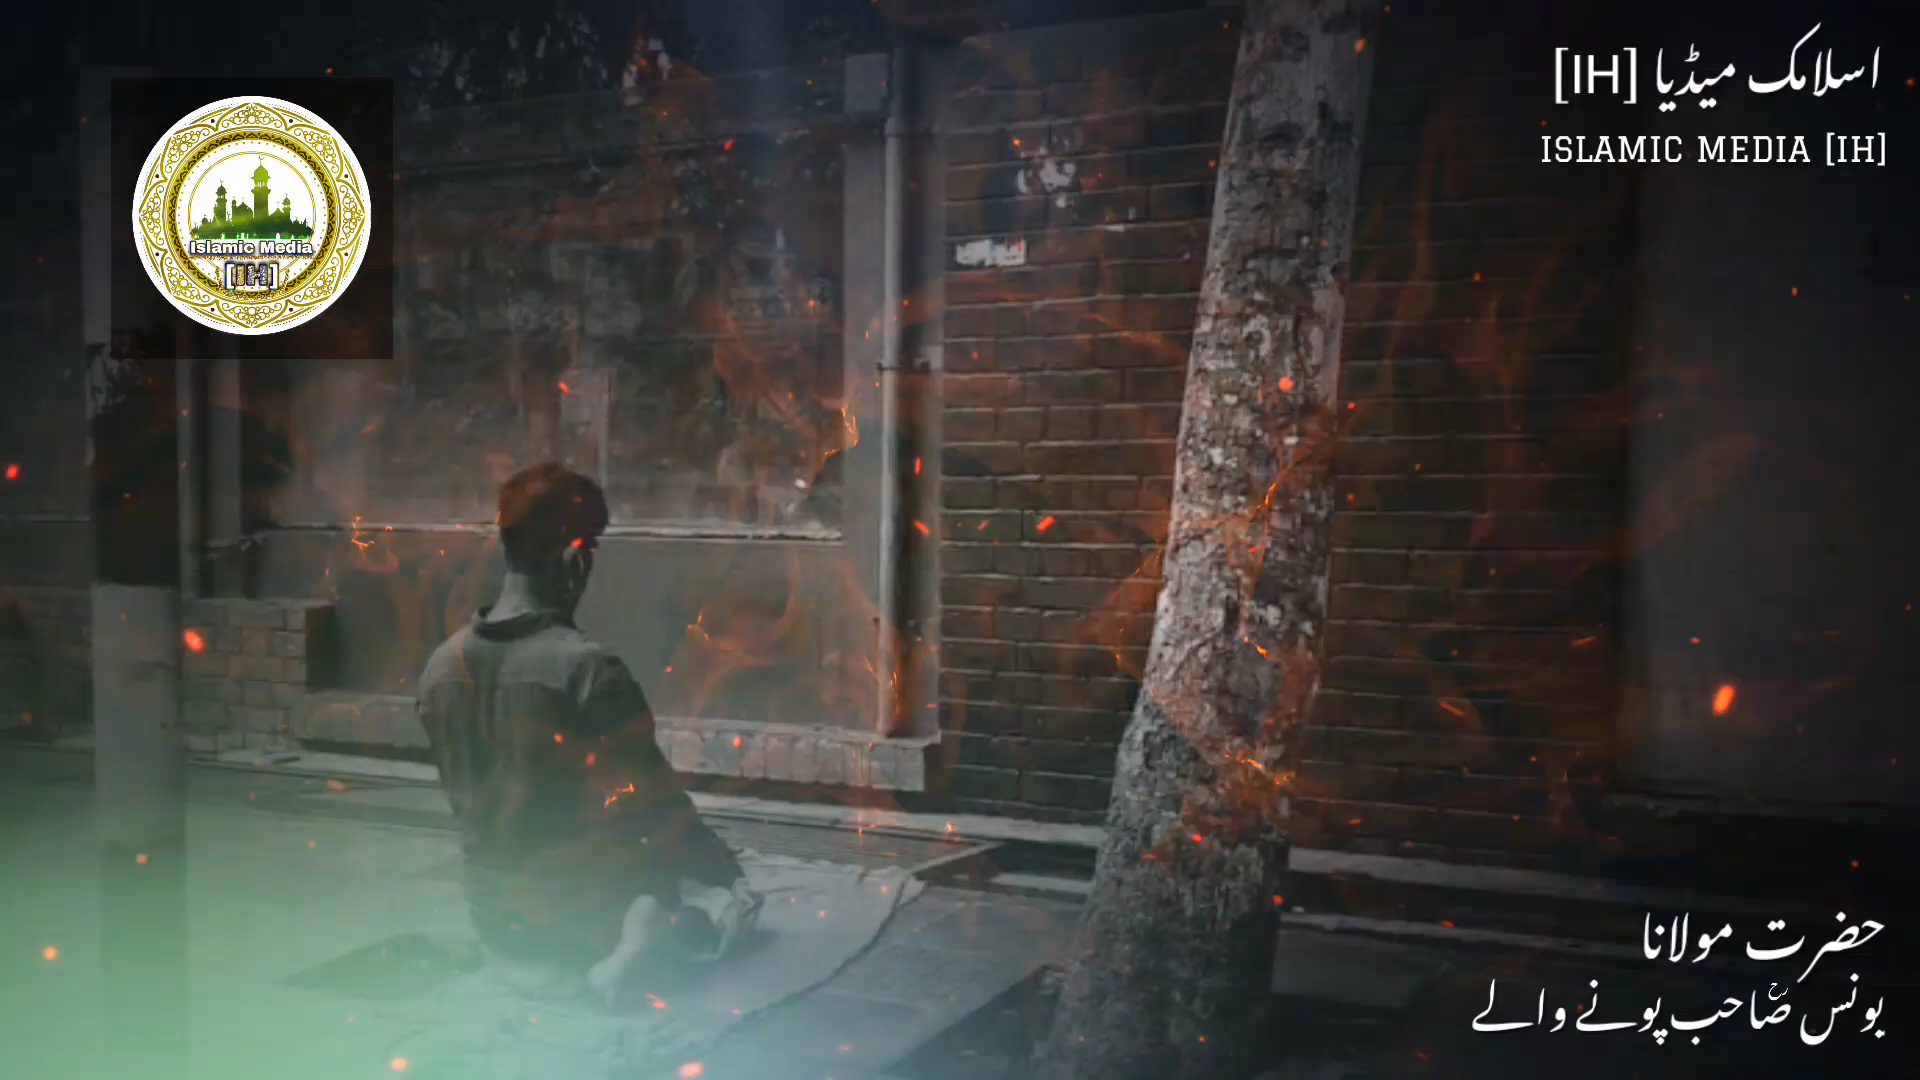 Islamic Media
[IH]
اسلامک میڈیا [IH]
ISLAMIC MEDIA [IH]
حضرت مولانا
یونس صاحبؒ پونے والے